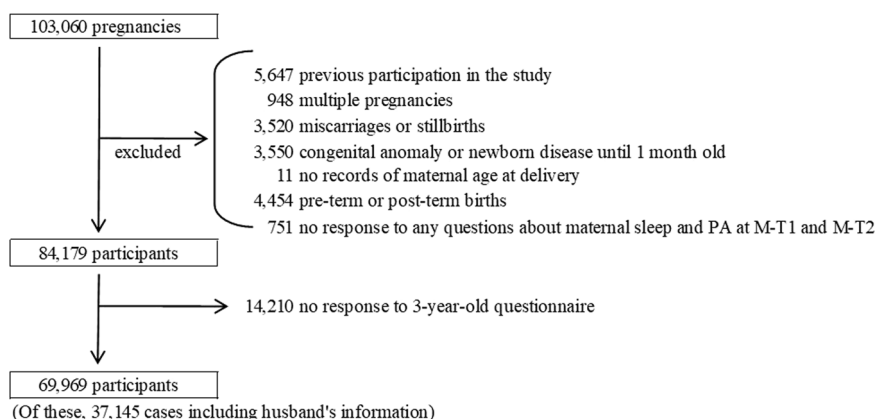 103,060 pregnancies
5,647 previous participation in the study
948 multiple pregnancies
3,520 miscarriages or stillbirths
excluded
3,550 congenital anomaly or newborn disease until 1 month old
11 no records of maternal age at delivery
4,454 pre-term or post-term births
751 no response to any questions about maternal sleep and PA at M-T1 and M-T2
84,179 participants
14,210 no response to 3-year-old questionnaire
69,969 participants
(Of these, 37,145 cases including husband's information)